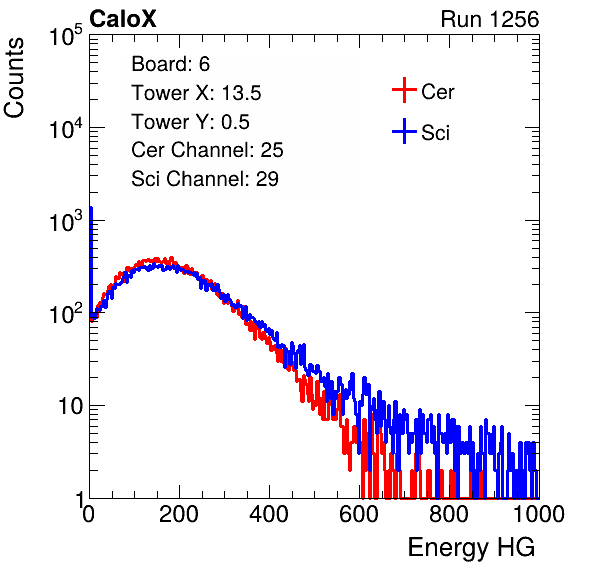 CaloX Run 1256
Counts
Board: 6
Tower X: 13.5
Tower Y: 0.5
Cer Channel: 25
Sci Channel: 29
Cer
Sci
10^5
10^4
10^3
10^2
10
1
0 200 400 600 800 1000
Energy HG